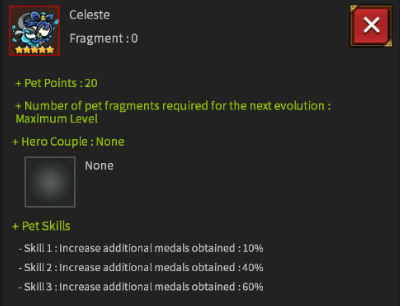 Celeste
Fragment : 0
+ Pet Points : 20
+ Number of pet fragments required for the next evolution :
Maximum Level
+ Hero Couple : None
None
+ Pet Skills
- Skill 1 : Increase additional medals obtained : 10%
- Skill 2 : Increase additional medals obtained : 40%
- Skill 3 : Increase additional medals obtained : 60%